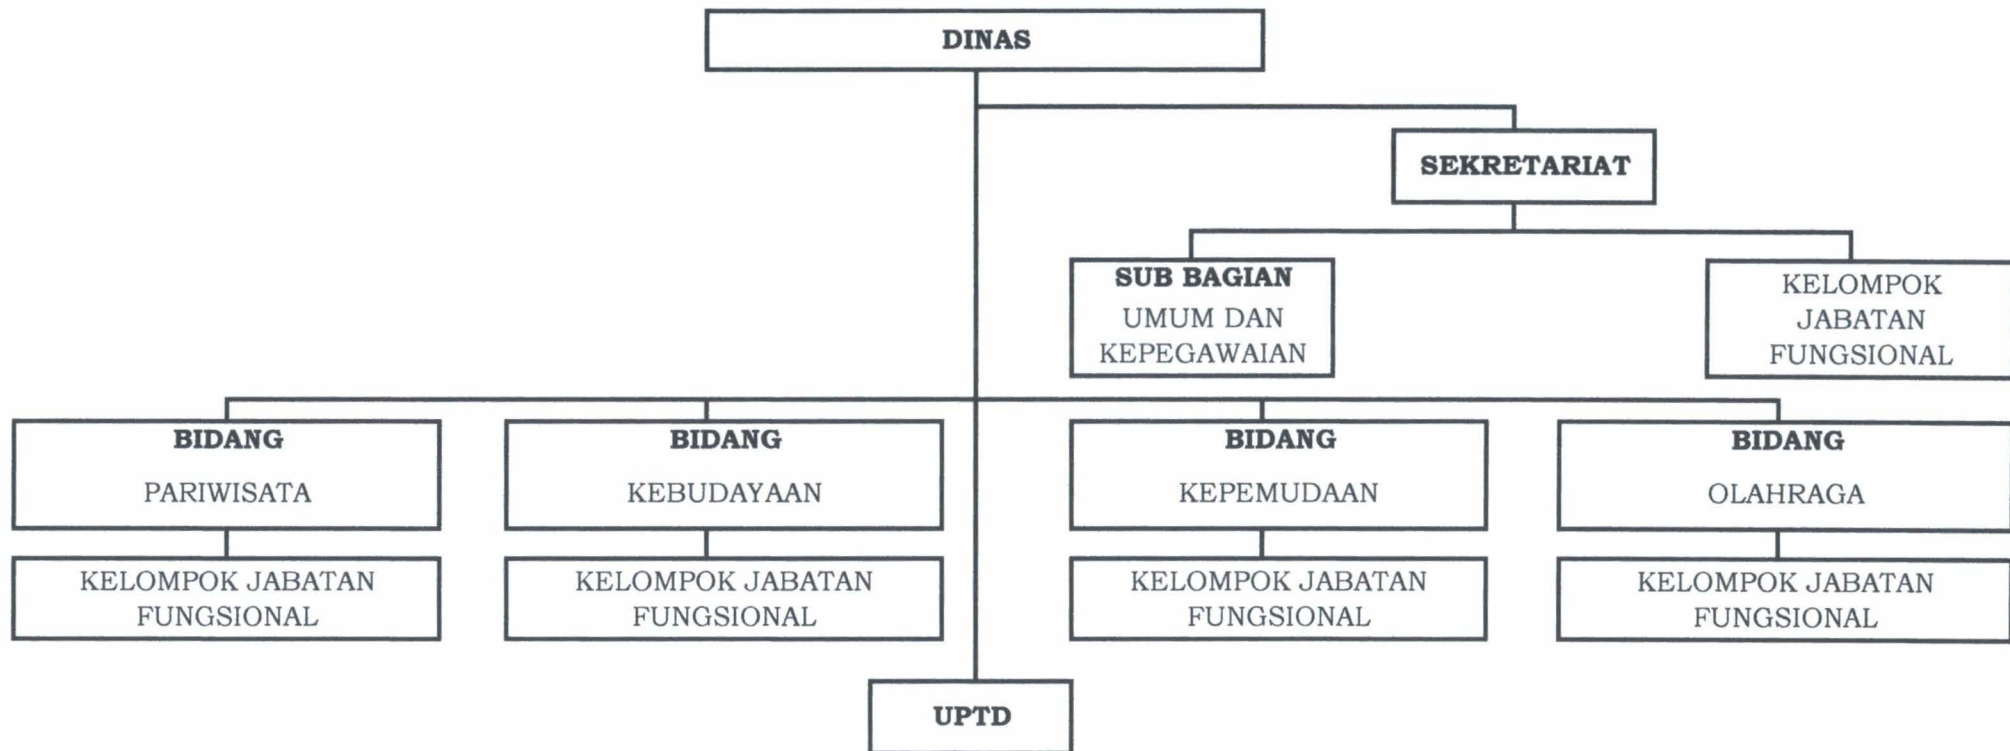 DINAS
SEKRETARIAT
SUB BAGIAN
UMUM DAN
KEPEGAWAIAN
KELOMPOK
JABATAN
FUNGSIONAL
BIDANG
PARIWISATA
BIDANG
KEBUDAYAAN
BIDANG
KEPEMUDAAN
BIDANG
OLAHRAGA
KELOMPOK JABATAN
FUNGSIONAL
KELOMPOK JABATAN
FUNGSIONAL
KELOMPOK JABATAN
FUNGSIONAL
KELOMPOK JABATAN
FUNGSIONAL
UPTD